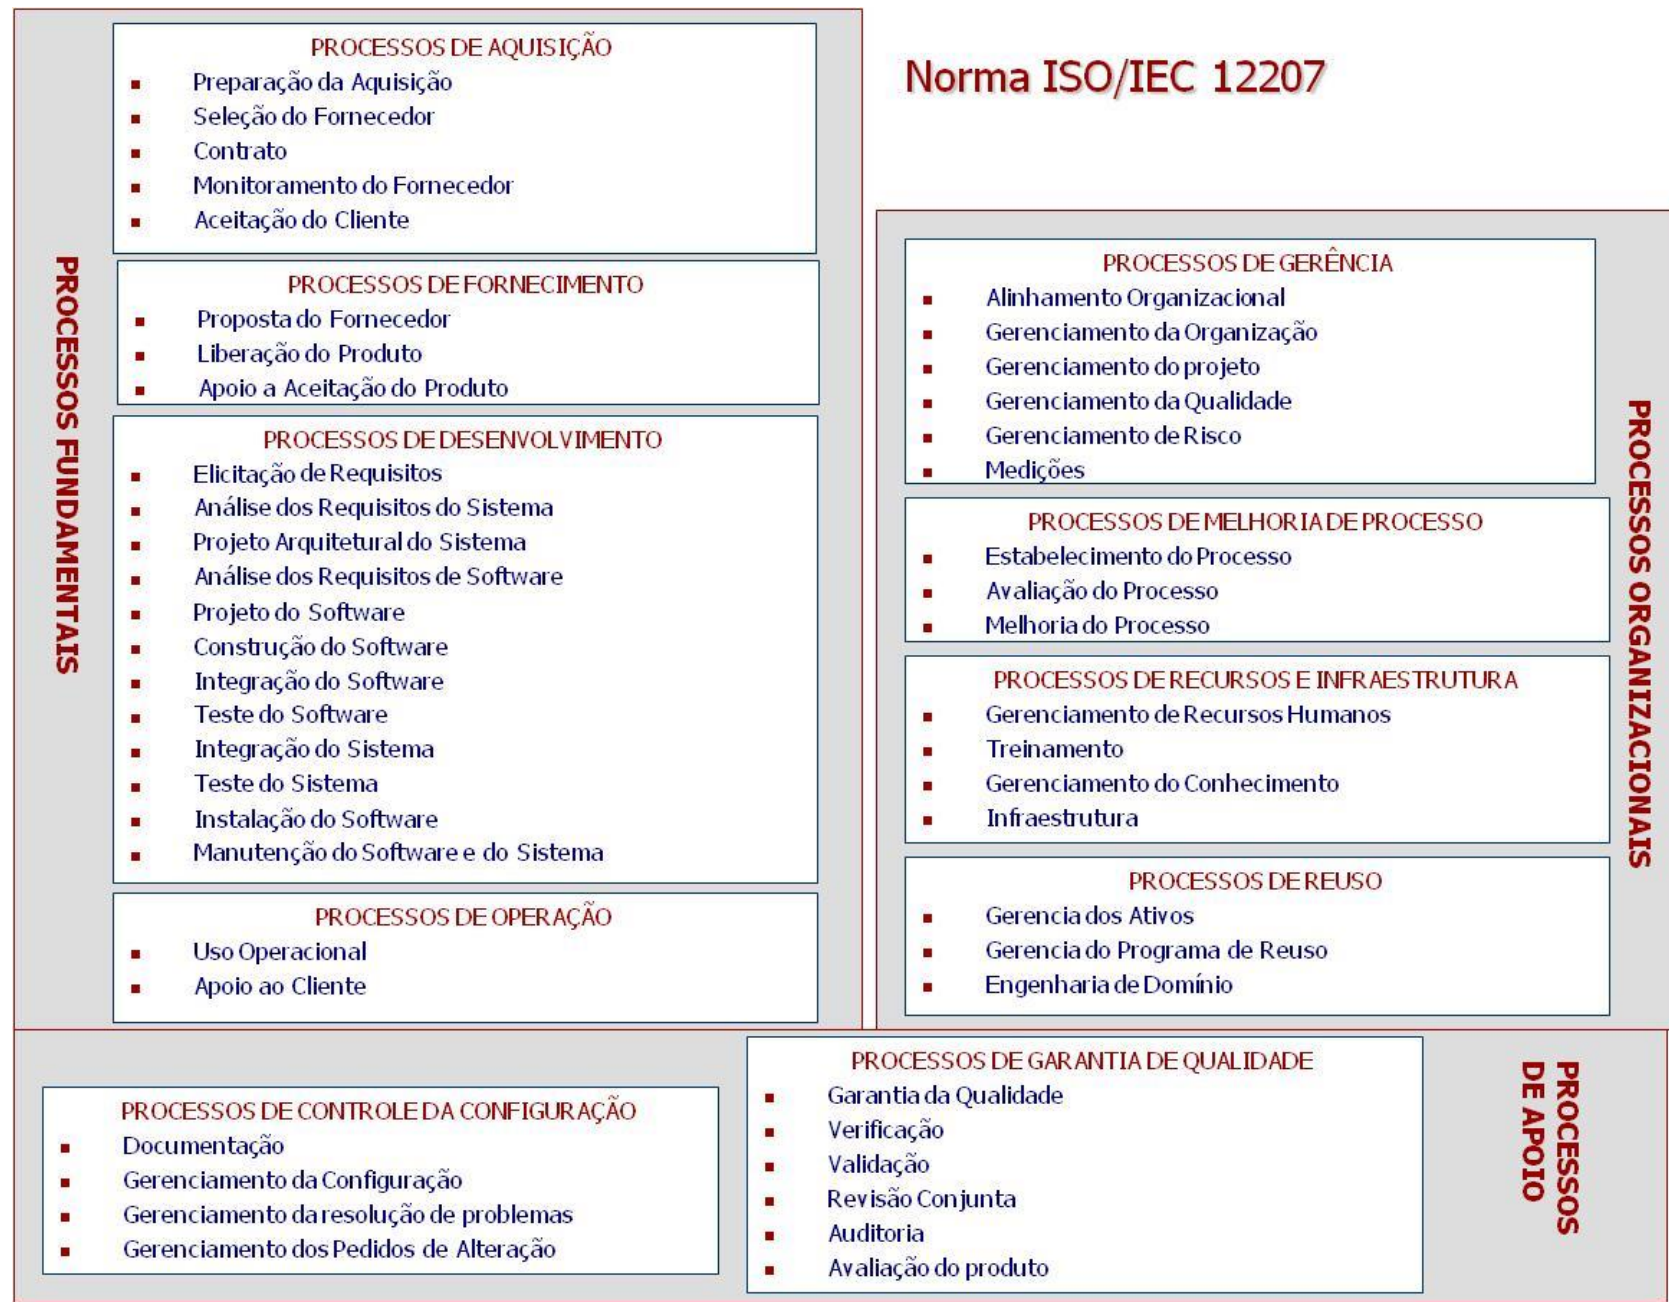 Norma ISO/IEC 12207
PROCESSOS FUNDAMENTAIS
PROCESSOS DE AQUISIÇÃO
Preparação da Aquisição
Seleção do Fornecedor
Contrato
Monitoramento do Fornecedor
Aceitação do Cliente
PROCESSOS DE FORNECIMENTO
Proposta do Fornecedor
Liberação do Produto
Apoio a Aceitação do Produto
PROCESSOS DE DESENVOLVIMENTO
Elicitação de Requisitos
Análise dos Requisitos do Sistema
Projeto Arquitetural do Sistema
Análise dos Requisitos de Software
Projeto do Software
Construção do Software
Integração do Software
Teste do Software
Integração do Sistema
Teste do Sistema
Instalação do Software
Manutenção do Software e do Sistema
PROCESSOS DE OPERAÇÃO
Uso Operacional
Apoio ao Cliente
PROCESSOS ORGANIZACIONAIS
PROCESSOS DE GERÊNCIA
Alinhamento Organizacional
Gerenciamento da Organização
Gerenciamento do projeto
Gerenciamento da Qualidade
Gerenciamento de Risco
Medições
PROCESSOS DE MELHORIA DE PROCESSO
Estabelecimento do Processo
Avaliação do Processo
Melhoria do Processo
PROCESSOS DE RECURSOS E INFRAESTRUTURA
Gerenciamento de Recursos Humanos
Treinamento
Gerenciamento do Conhecimento
Infraestrutura
PROCESSOS DE REUSO
Gerencia dos Ativos
Gerencia do Programa de Reuso
Engenharia de Domínio
PROCESSOS
DE APOIO
PROCESSOS DE CONTROLE DA CONFIGURAÇÃO
Documentação
Gerenciamento da Configuração
Gerenciamento da resolução de problemas
Gerenciamento dos Pedidos de Alteração
PROCESSOS DE GARANTIA DE QUALIDADE
Garantia da Qualidade
Verificação
Validação
Revisão Conjunta
Auditoria
Avaliação do produto